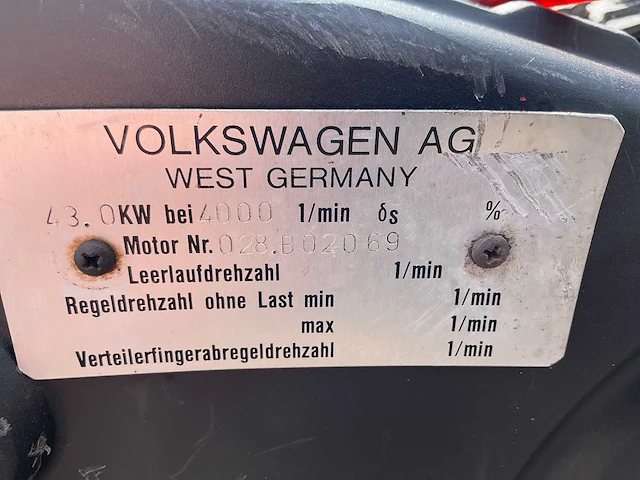 VOLKSWAGEN AG
WEST GERMANY
43.0KW bei 4000 1/min δs %
Motor Nr. 028.B02069
Leerlaufdrehzahl 1/min
Regeldrehzahl ohne Last min 1/min
max 1/min
Verteilerfingerabregeldrehzahl 1/min